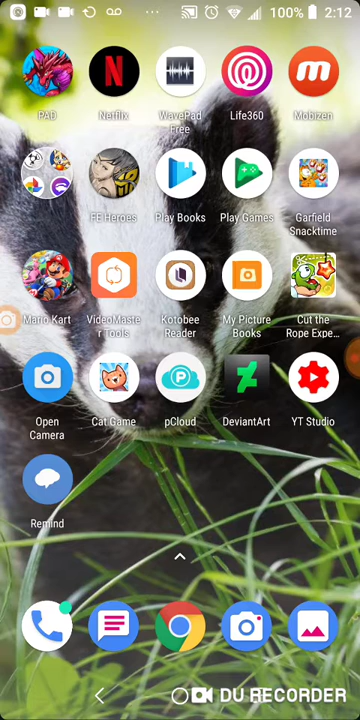 100% 2:12
PAD Netflix WavePad Free Life360 Mobizen
FE Heroes Play Books Play Games Garfield Snacktime
Mario Kart VideoMaste r Tools Kotobee Reader My Picture Books Cut the Rope Expe...
Open Camera Cat Game pCloud DeviantArt YT Studio
Remind
DU RECORDER